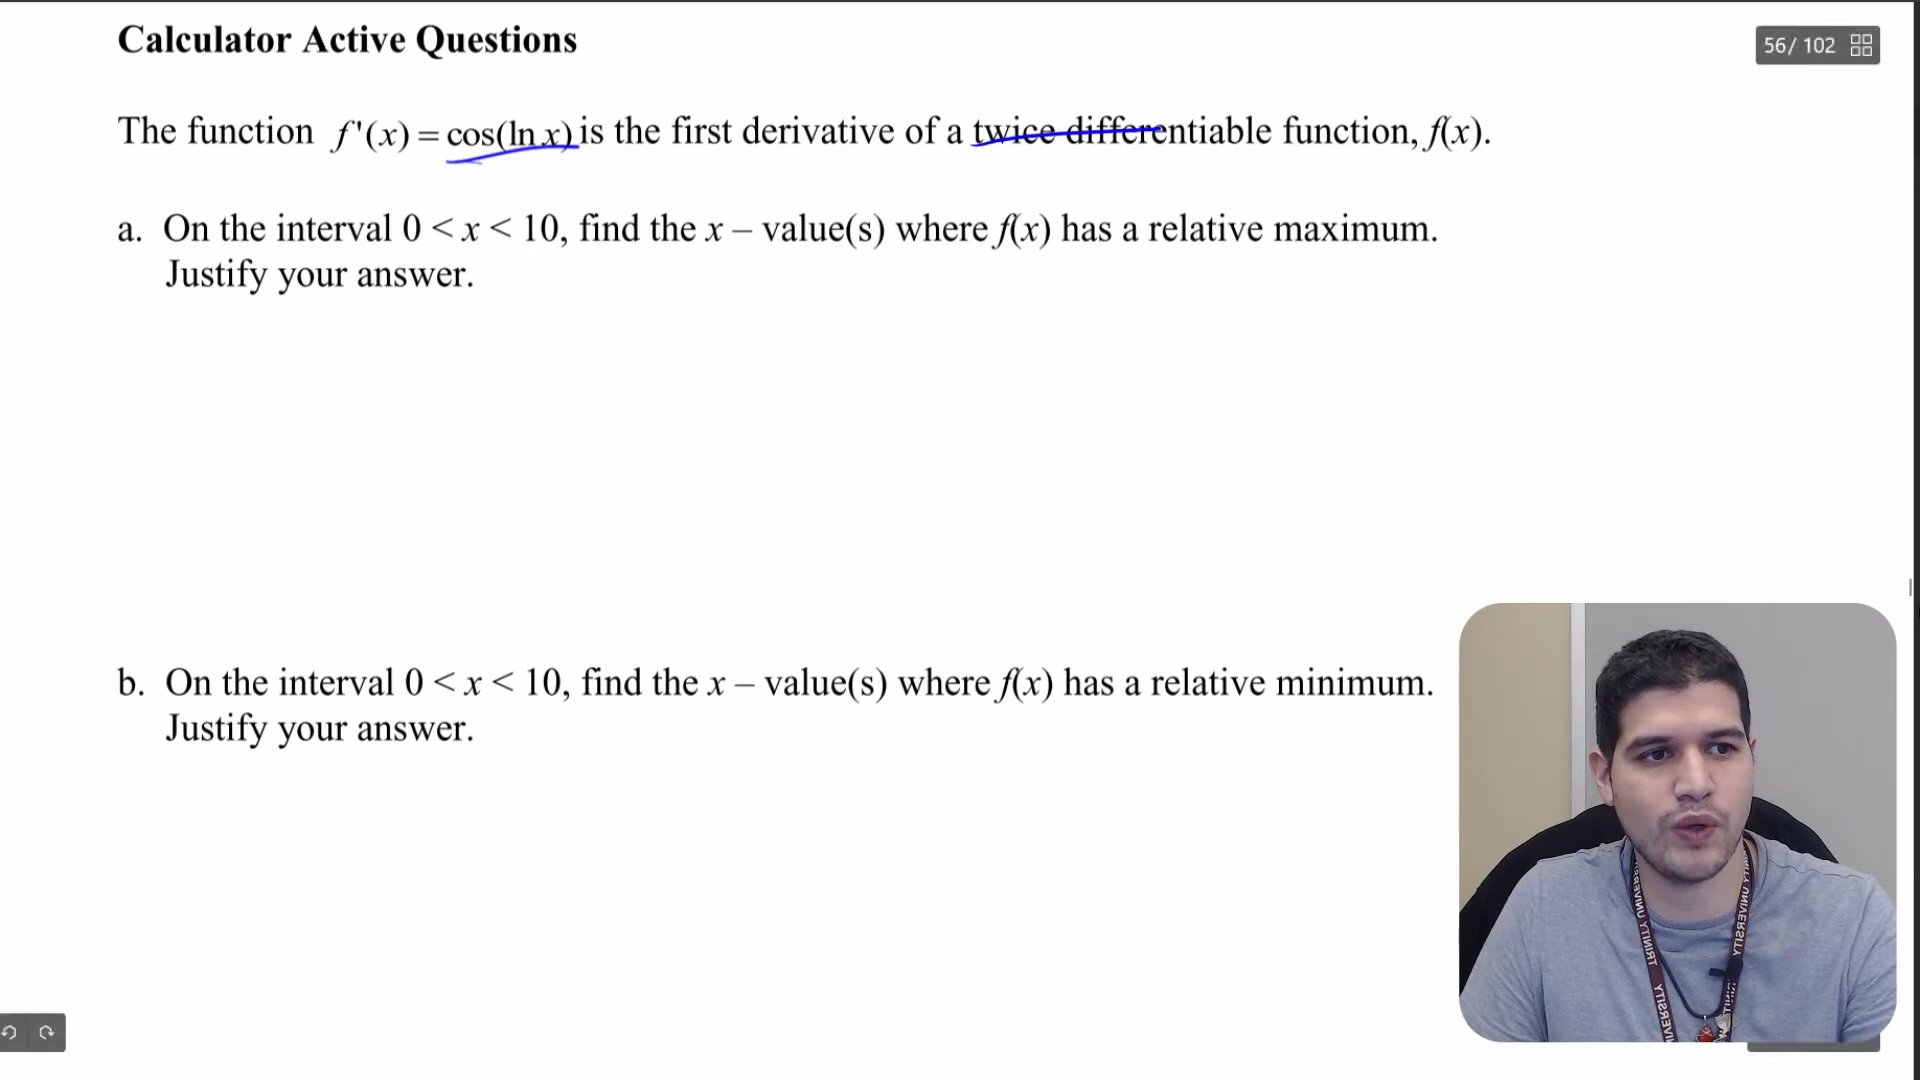 Calculator Active Questions
56/ 102
The function f'(x) = cos(ln x) is the first derivative of a twice differentiable function, f(x).
a. On the interval 0 < x < 10, find the x – value(s) where f(x) has a relative maximum.
Justify your answer.
b. On the interval 0 < x < 10, find the x – value(s) where f(x) has a relative minimum.
Justify your answer.
TRINITY UNIVERSITY